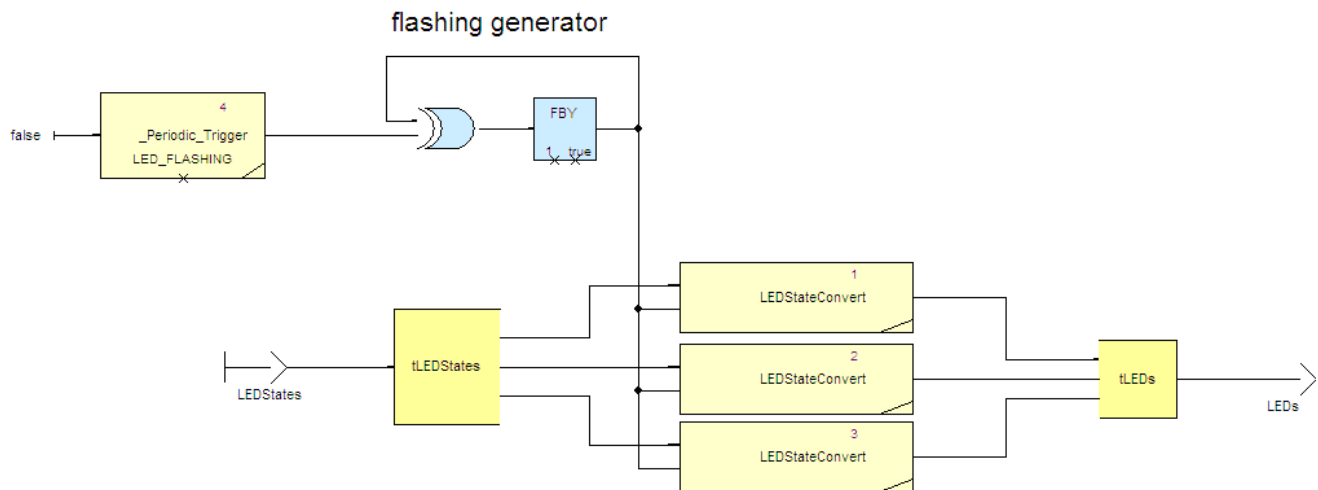 flashing generator
4
FBY
false
_Periodic_Trigger
LED_FLASHING
1 true
1
LEDStateConvert
tLEDStates
LEDStates
2
LEDStateConvert
tLEDs
LEDs
3
LEDStateConvert